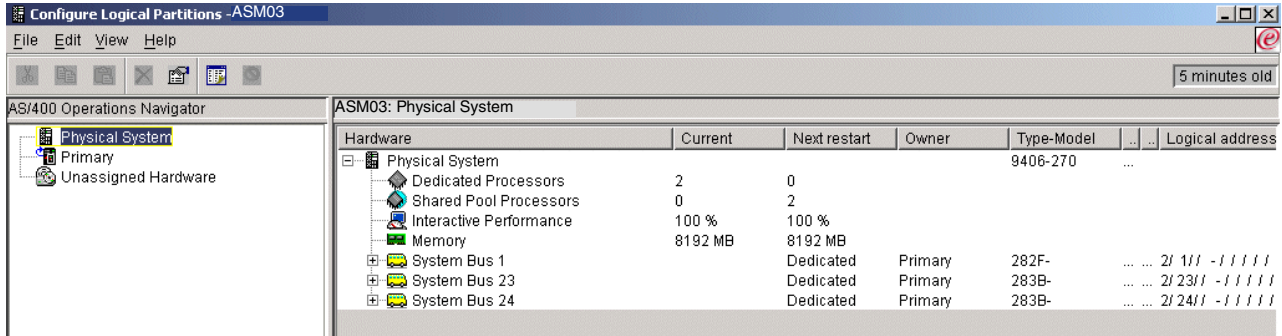 Configure Logical Partitions -ASM03
File Edit View Help
5 minutes old
AS/400 Operations Navigator
ASM03: Physical System
Physical System
Primary
Unassigned Hardware
Hardware Current Next restart Owner Type-Model .. .. Logical address
Physical System 9406-270 ...
Dedicated Processors 2 0
Shared Pool Processors 0 2
Interactive Performance 100 % 100 %
Memory 8192 MB 8192 MB
System Bus 1 Dedicated Primary 282F- ... ... 2/ 1/ / - / / / / /
System Bus 23 Dedicated Primary 283B- ... ... 2/ 23/ / - / / / / /
System Bus 24 Dedicated Primary 283B- ... ... 2/ 24/ / - / / / / /